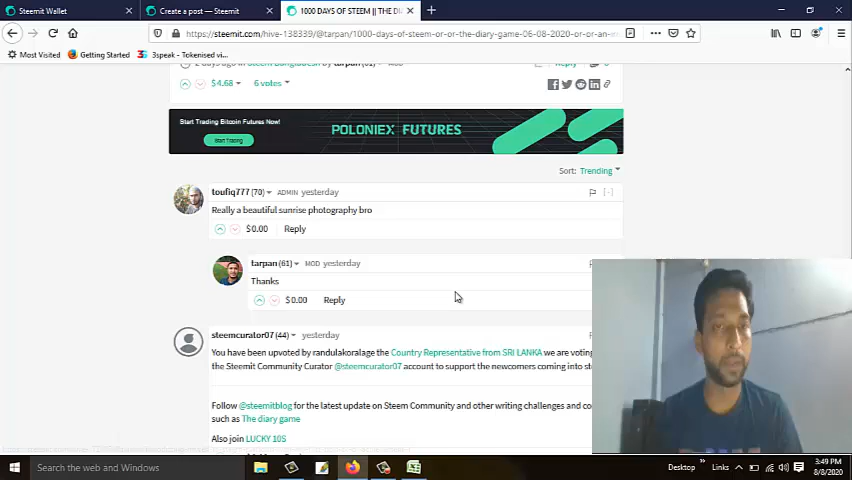 Steemit Wallet
Create a post — Steemit
1000 DAYS OF STEEM || THE DI
https://steemit.com/hive-138339/@tarpan/1000-days-of-steem-or-or-the-diary-game-06-08-2020-or-or-an-m
Most Visited
Getting Started
3speak - Tokenised vi...
$4.68
6 votes
Start Trading Bitcoin Futures Now!
Start Trading
POLONIEX FUTURES
Sort: Trending
toufiq777 (70) ADMIN yesterday
Really a beautiful sunrise photography bro
$0.00 Reply
tarpan (61) MOD yesterday
Thanks
$0.00 Reply
steemcurator07 (44) yesterday
You have been upvoted by randulakoralage the Country Representative from SRI LANKA we are voting
the Steemit Community Curator @steemcurator07 account to support the newcomers coming into st
Follow @steemitblog for the latest update on Steem Community and other writing challenges and co
such as The diary game
Also join LUCKY 10S
Search the web and Windows
Desktop
Links
3:49 PM
8/8/2020